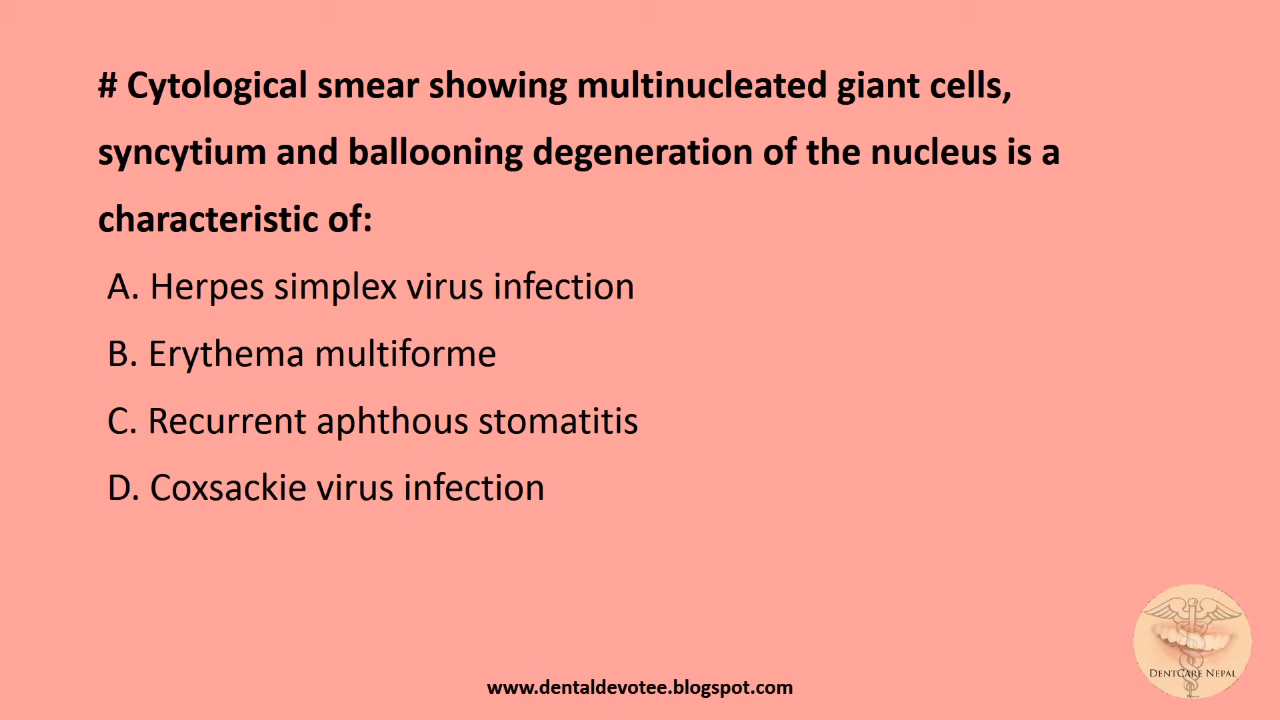 # Cytological smear showing multinucleated giant cells,
syncytium and ballooning degeneration of the nucleus is a
characteristic of:
A. Herpes simplex virus infection
B. Erythema multiforme
C. Recurrent aphthous stomatitis
D. Coxsackie virus infection
DentCare Nepal
www.dentaldevotee.blogspot.com